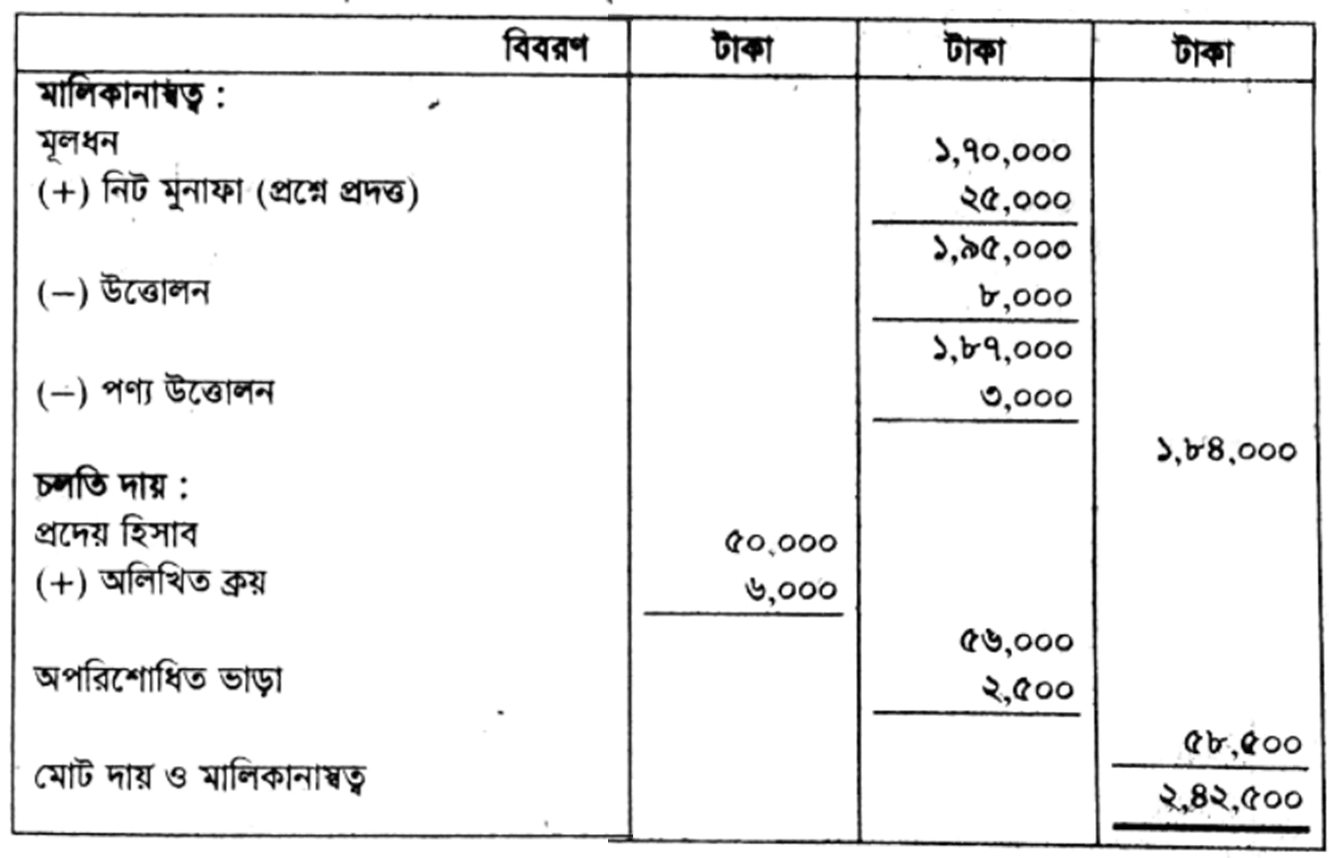 বিবরণ টাকা টাকা টাকা
মালিকানাস্বত্ব :
মূলধন ১,৭০,০০০
(+) নিট মুনাফা (প্রশ্নে প্রদত্ত) ২৫,০০০
১,৯৫,০০০
(−) উত্তোলন ৮,০০০
১,৮৭,০০০
(−) পণ্য উত্তোলন ৩,০০০
১,৮৪,০০০
চলতি দায় :
প্রদেয় হিসাব ৫০,০০০
(+) অলিখিত ক্রয় ৬,০০০
৫৬,০০০
অপরিশোধিত ভাড়া ২,৫০০
৫৮,৫০০
মোট দায় ও মালিকানাস্বত্ব ২,৪২,৫০০